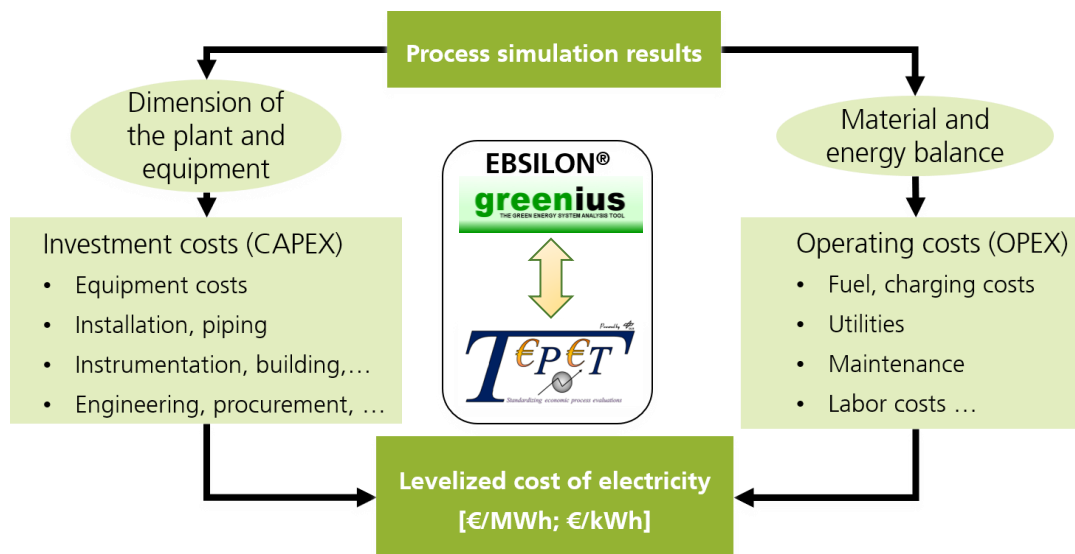 Process simulation results
Dimension of
the plant and
equipment
Material and
energy balance
EBSILON®
greenius
THE GREEN ENERGY SYSTEM ANALYSIS TOOL
Investment costs (CAPEX)
• Equipment costs
• Installation, piping
• Instrumentation, building,…
• Engineering, procurement, …
Operating costs (OPEX)
• Fuel, charging costs
• Utilities
• Maintenance
• Labor costs …
Powered by
T€P€T
Standardizing economic process evaluations
Levelized cost of electricity
[€/MWh; €/kWh]